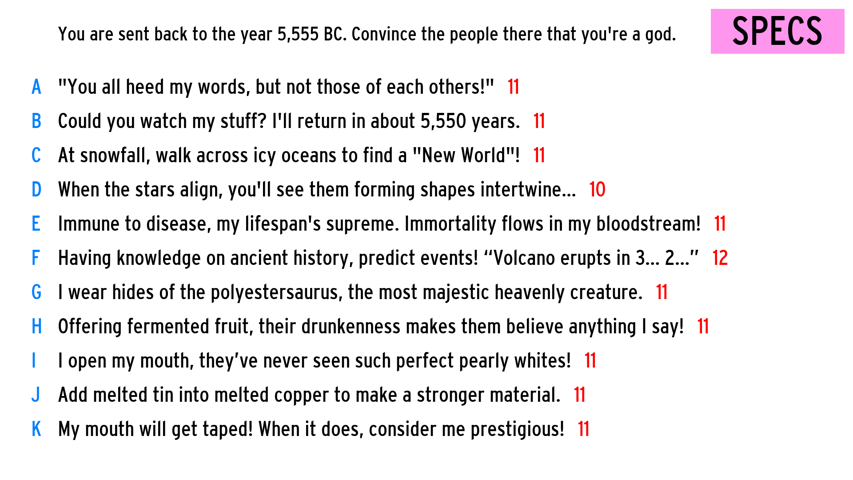 You are sent back to the year 5,555 BC. Convince the people there that you're a god.
SPECS
A "You all heed my words, but not those of each others!" 11
B Could you watch my stuff? I'll return in about 5,550 years. 11
C At snowfall, walk across icy oceans to find a "New World"! 11
D When the stars align, you'll see them forming shapes intertwine... 10
E Immune to disease, my lifespan's supreme. Immortality flows in my bloodstream! 11
F Having knowledge on ancient history, predict events! “Volcano erupts in 3... 2...” 12
G I wear hides of the polyestersaurus, the most majestic heavenly creature. 11
H Offering fermented fruit, their drunkenness makes them believe anything I say! 11
I I open my mouth, they’ve never seen such perfect pearly whites! 11
J Add melted tin into melted copper to make a stronger material. 11
K My mouth will get taped! When it does, consider me prestigious! 11